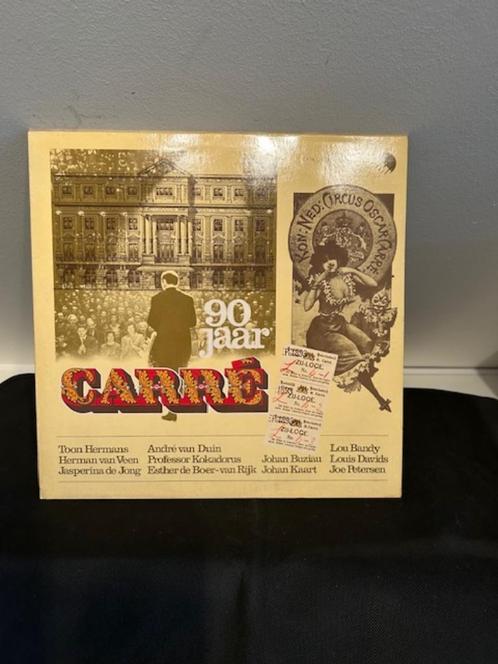 KON: NED: CIRCUS OSCAR CARRÉ
90
jaar
CARRÉ
ZIJ-LOGE.
ZIJ-LOGE.
ZIJ-LOGE.
Toon Hermans André van Duin Lou Bandy
Herman van Veen Professor Kokadorus Johan Buziau Louis Davids
Jasperina de Jong Esther de Boer-van Rijk Johan Kaart Joe Petersen